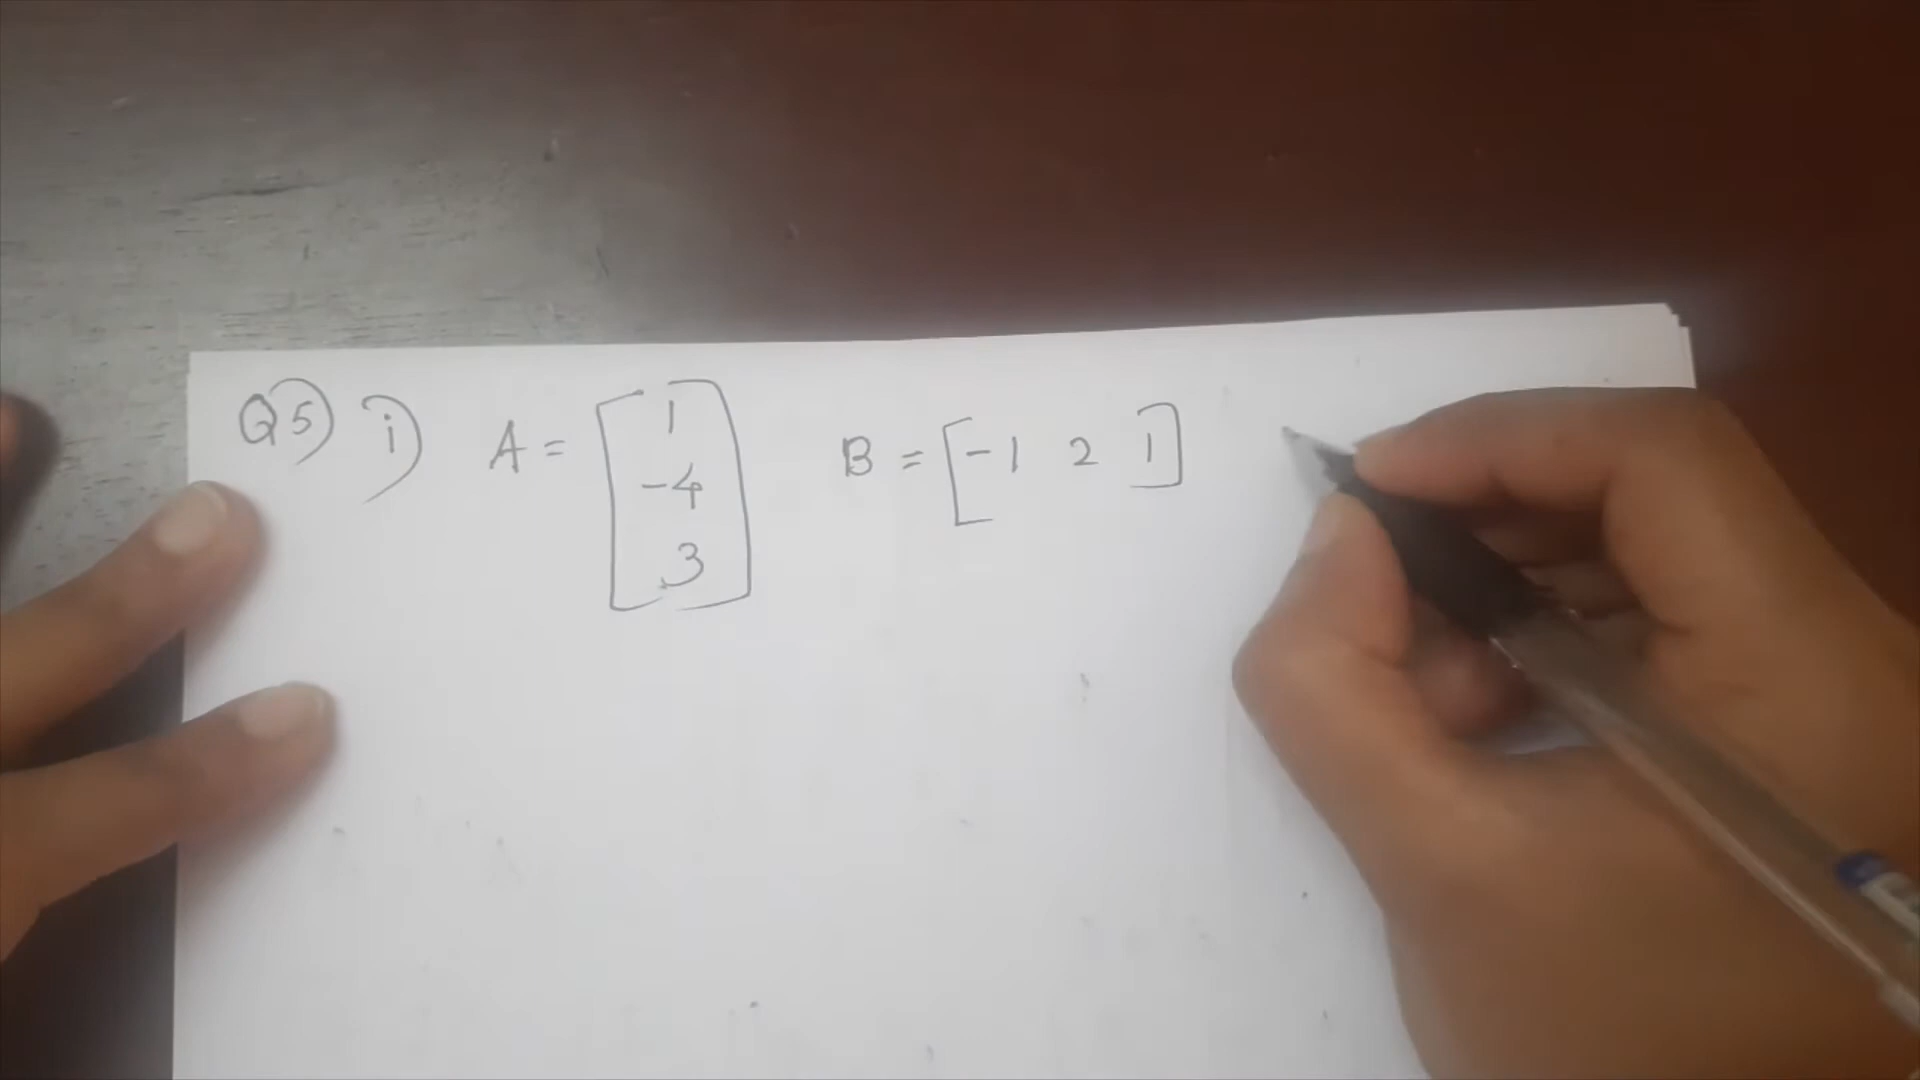 Q5) i) A = [1 B = [-1 2 1]
-4
3]